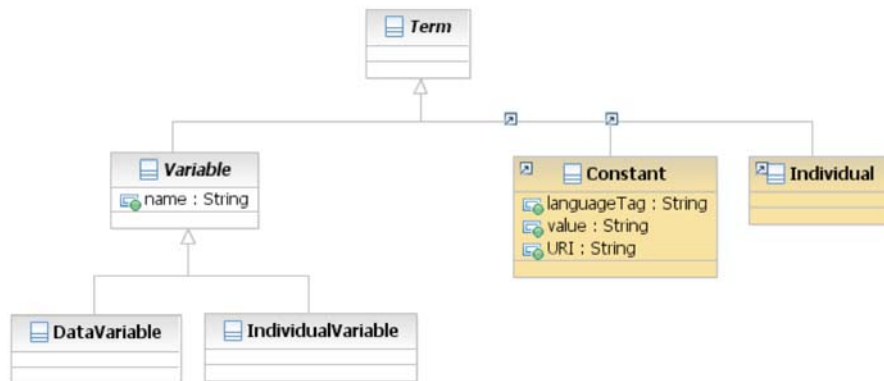 Term
Variable
name : String
Constant
languageTag : String
value : String
URI : String
Individual
DataVariable
IndividualVariable